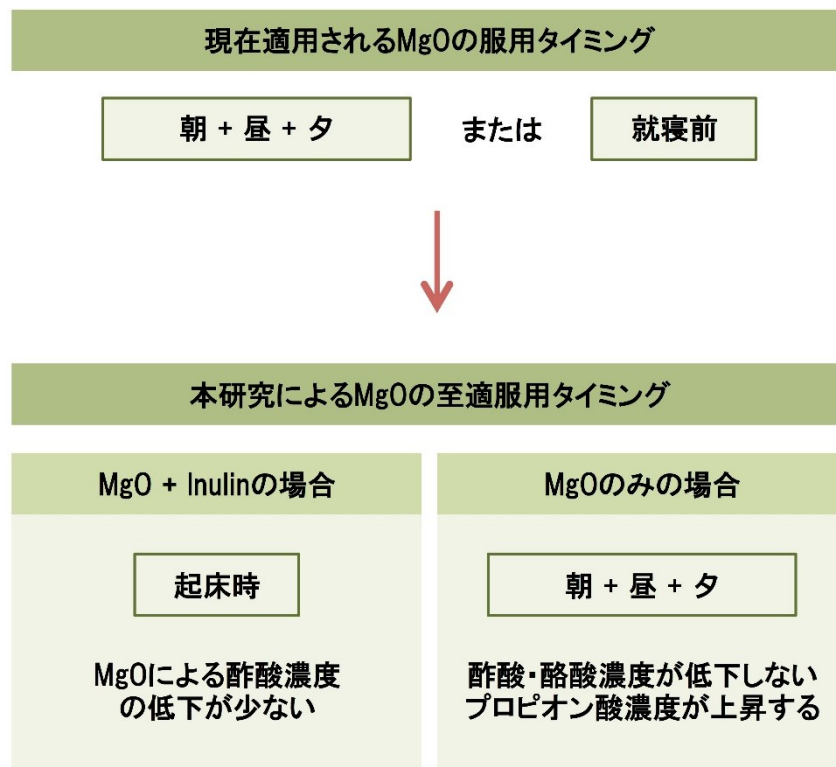 現在適用されるMgOの服用タイミング
朝 + 昼 + 夕 または 就寝前
本研究によるMgOの至適服用タイミング
MgO + Inulinの場合
起床時
MgOによる酢酸濃度
の低下が少ない
MgOのみの場合
朝 + 昼 + 夕
酢酸・酪酸濃度が低下しない
プロピオン酸濃度が上昇する